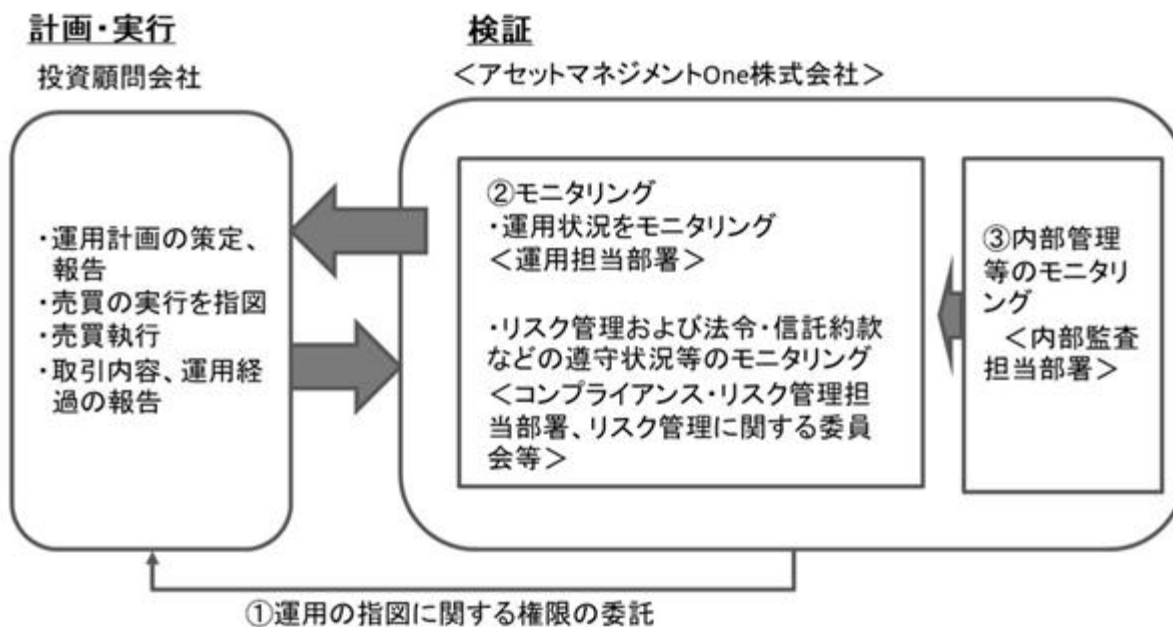 計画・実行
投資顧問会社
・運用計画の策定、
報告
・売買の実行を指図
・売買執行
・取引内容、運用経
過の報告
検証
＜アセットマネジメントOne株式会社＞
②モニタリング
・運用状況をモニタリング
＜運用担当部署＞
・リスク管理および法令・信託約款
などの遵守状況等のモニタリング
＜コンプライアンス・リスク管理担
当部署、リスク管理に関する委員
会等＞
③内部管理
等のモニタリ
ング
＜内部監査
担当部署＞
①運用の指図に関する権限の委託